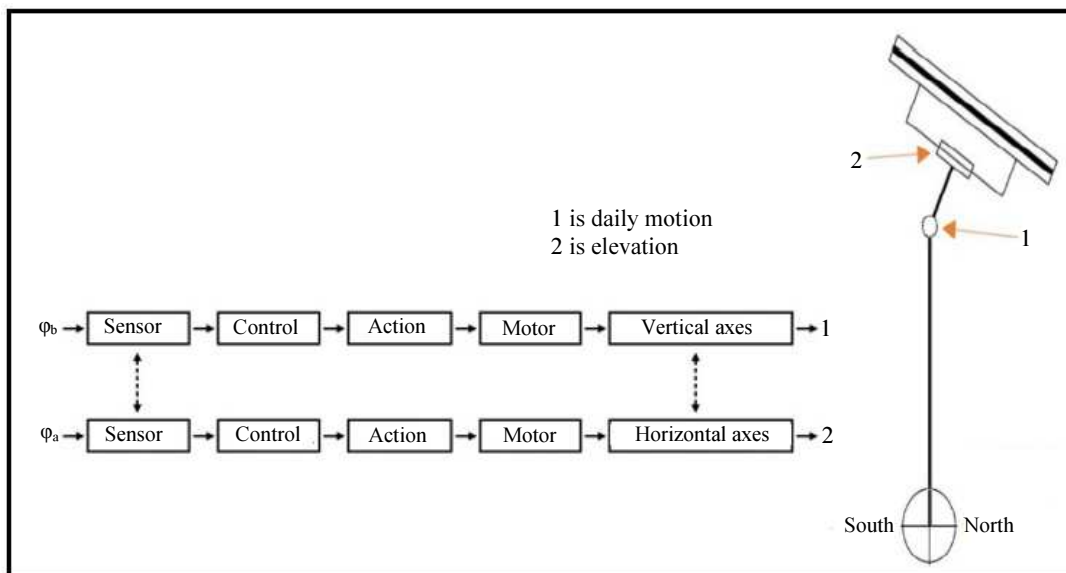 2
1 is daily motion
2 is elevation
1
φb Sensor Control Action Motor Vertical axes 1
φa Sensor Control Action Motor Horizontal axes 2
South North